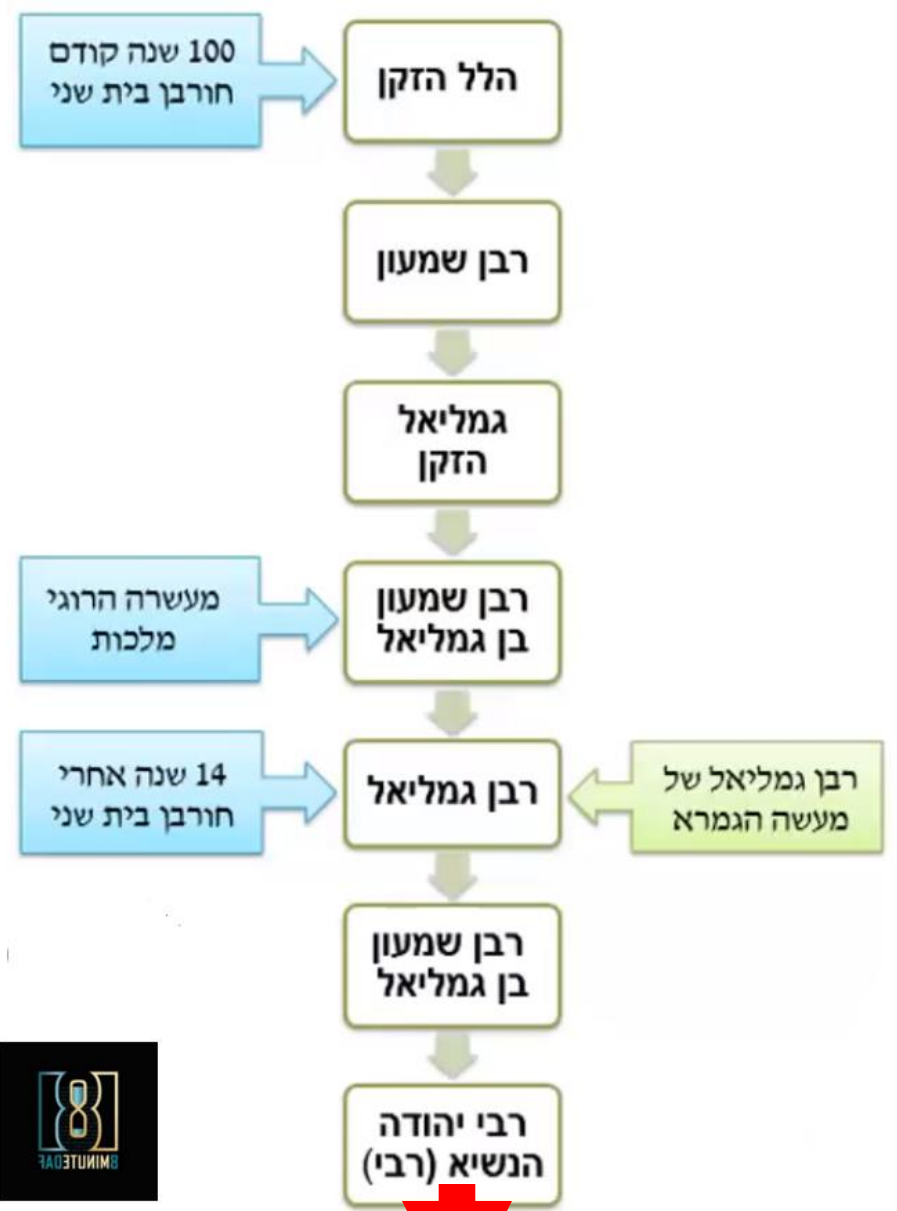 100 שנה קודם
חורבן בית שני
הלל הזקן
רבן שמעון
גמליאל
הזקן
מעשרה הרוגי
מלכות
רבן שמעון
בן גמליאל
14 שנה אחרי
חורבן בית שני
רבן גמליאל
רבן גמליאל של
מעשה הגמרא
רבן שמעון
בן גמליאל
רבי יהודה
הנשיא (רבי)
8MINUTEDAF